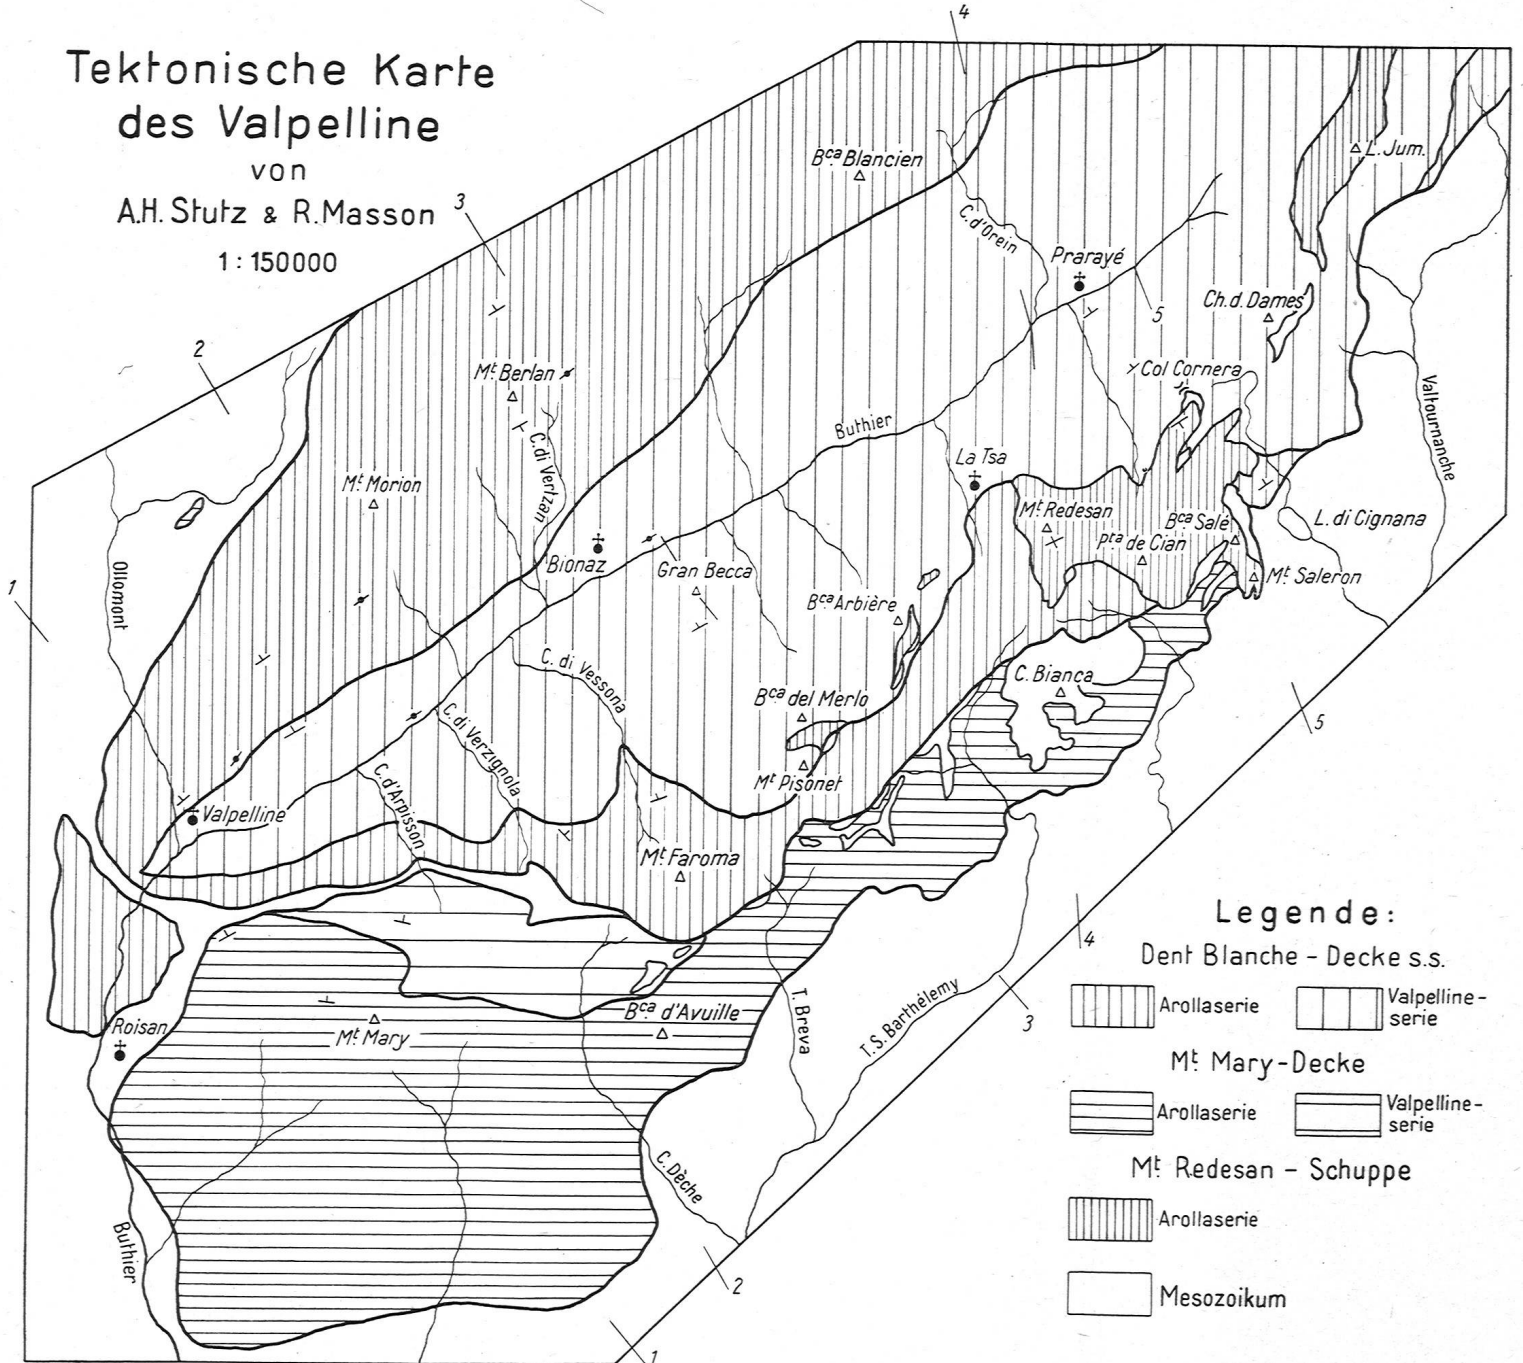 Tektonische Karte
des Valpelline
von
A.H. Stutz & R. Masson
1 : 150000
4
3
2
1
Bca Blancien
L. Jum.
C. d'Orein
Prarayé
Ch. d. Dames
5
Mt Berlan
Col Cornera
Valtournanche
Buthier
C. di Vertzan
La Tsa
Mt Morion
Mt Redesan
Bca Salé
L. di Cignana
Pta de Cian
Bionaz
Gran Becca
Mt Saleron
Ollomont
Bca Arbière
C. di Vessona
C. Bianca
Bca del Merlo
5
C. di Verzignola
Mt Pisonet
C. d'Arpisson
Valpelline
Mt Faroma
4
Bca d'Avuille
T. Breva
T. S. Barthélemy
3
Roisan
Mt Mary
C. Dèche
Buthier
2
1
Legende:
Dent Blanche - Decke s.s.
Arollaserie
Valpelline-
serie
Mt Mary-Decke
Arollaserie
Valpelline-
serie
Mt Redesan - Schuppe
Arollaserie
Mesozoikum